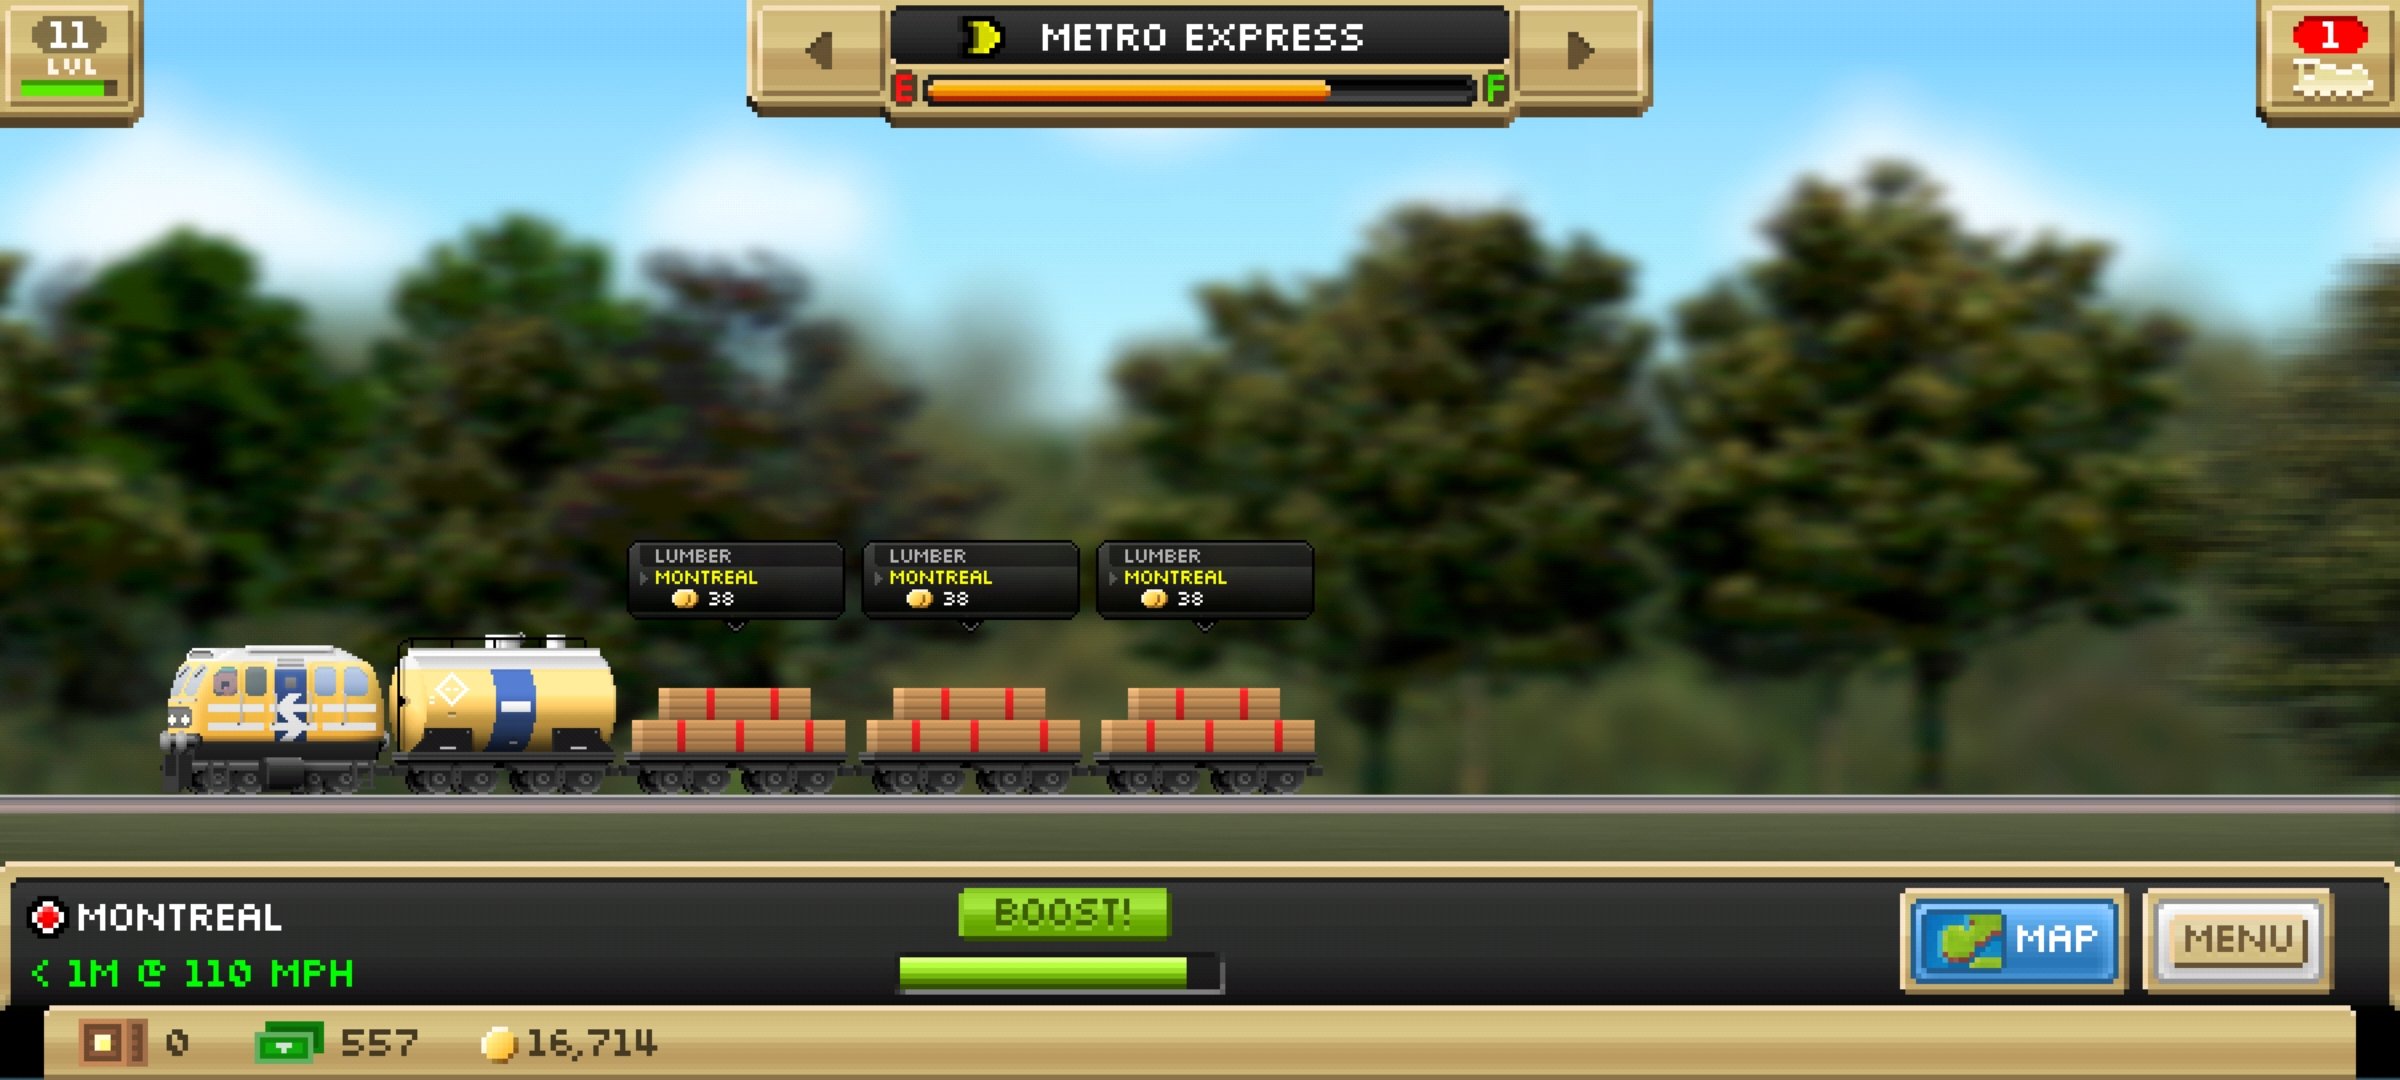 11
LVL
METRO EXPRESS
E F
1
LUMBER
MONTREAL
38
LUMBER
MONTREAL
38
LUMBER
MONTREAL
38
MONTREAL
< 1M @ 110 MPH
BOOST!
MAP
MENU
0
557
16,714